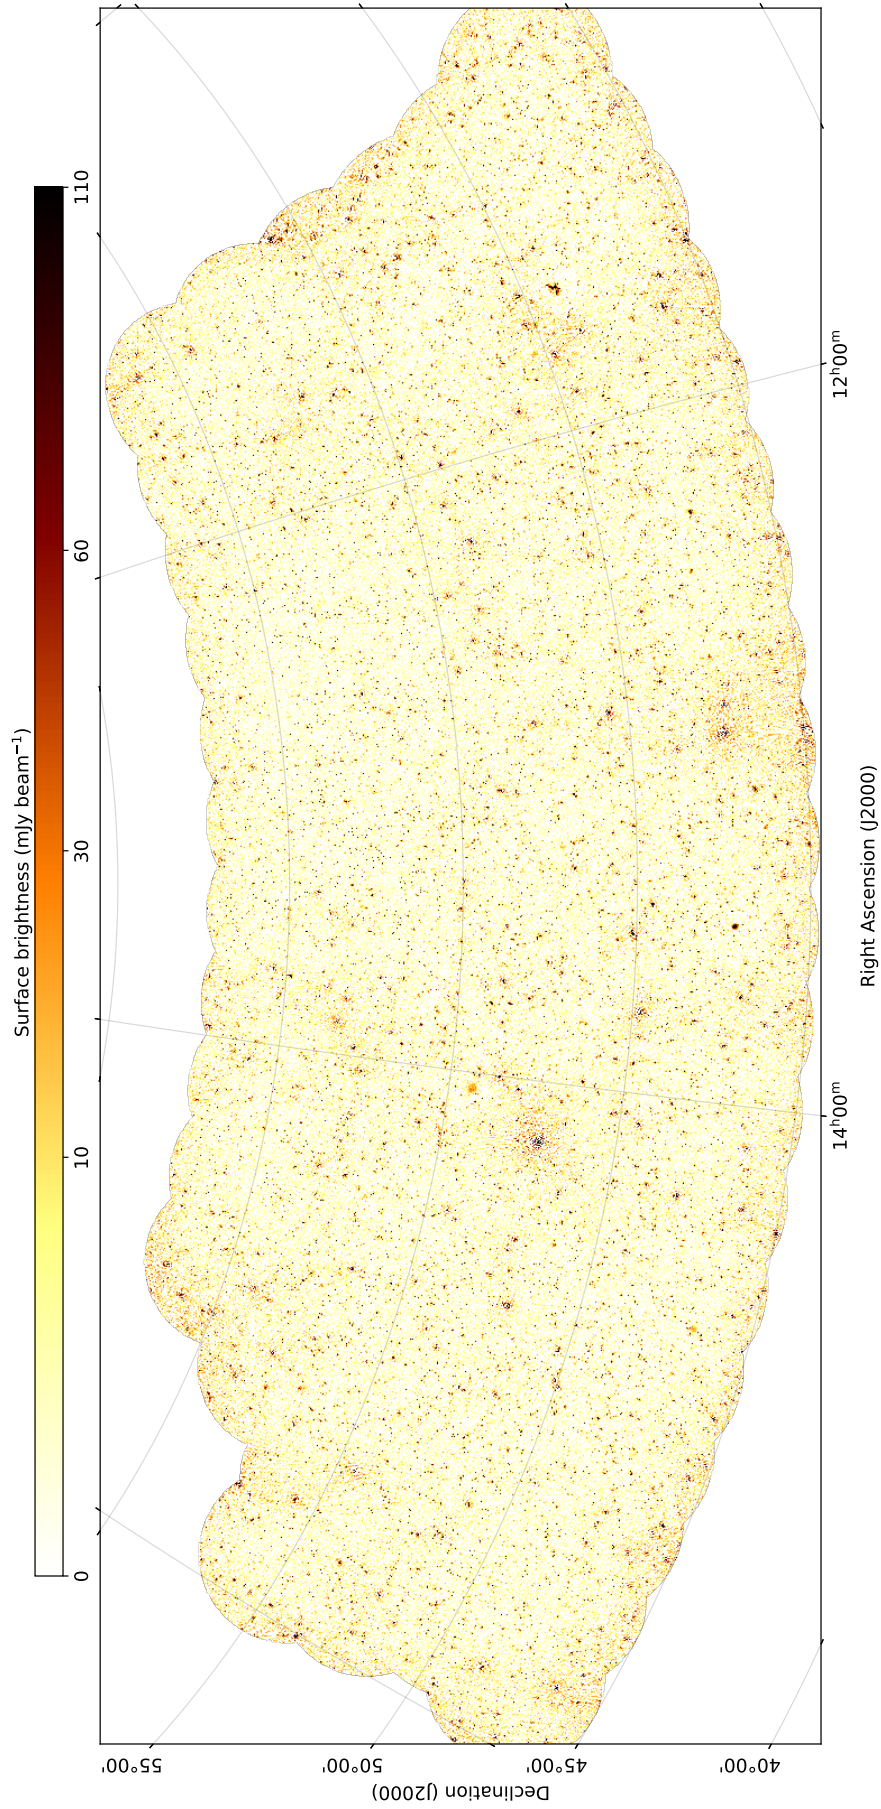 Surface brightness (mJy beam⁻¹)
0
10
30
60
110
55°00'
50°00'
45°00'
40°00'
Declination (J2000)
14ʰ00ᵐ
12ʰ00ᵐ
Right Ascension (J2000)